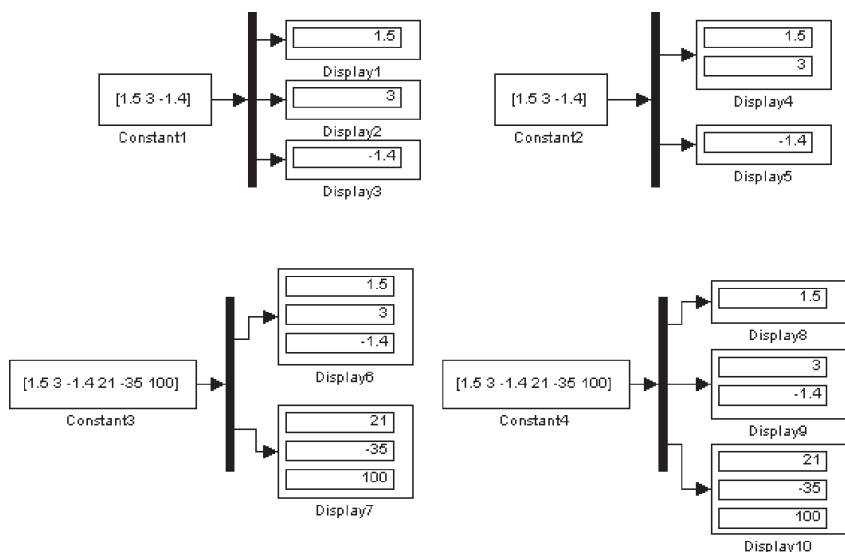 1.5
Display1
[1.5 3 -1.4]
Constant1
3
Display2
-1.4
Display3
1.5
3
Display4
[1.5 3 -1.4]
Constant2
-1.4
Display5
1.5
3
-1.4
Display6
[1.5 3 -1.4 21 -35 100]
Constant3
21
-35
100
Display7
1.5
Display8
[1.5 3 -1.4 21 -35 100]
Constant4
3
-1.4
Display9
21
-35
100
Display10